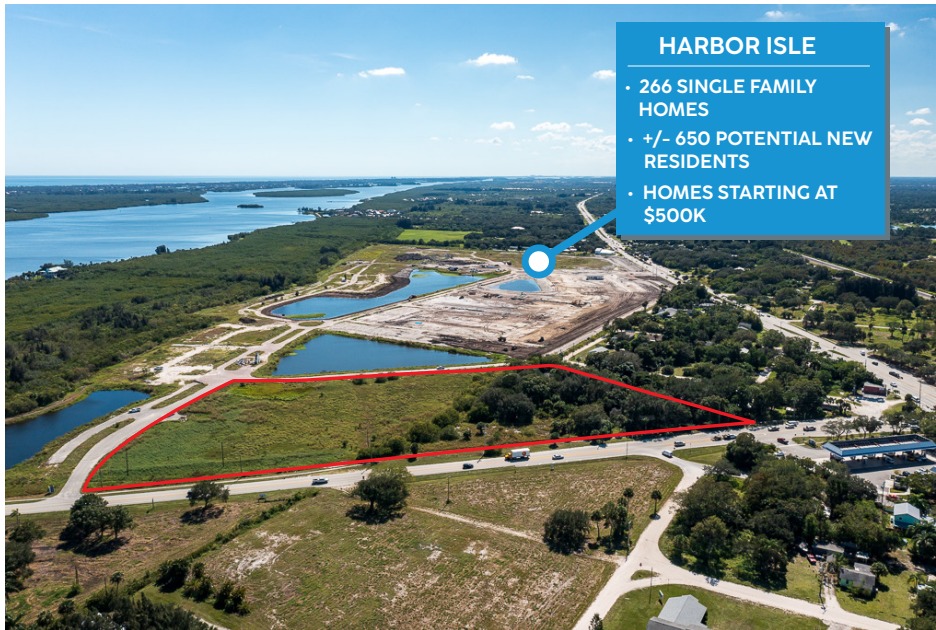 HARBOR ISLE
• 266 SINGLE FAMILY
HOMES
• +/- 650 POTENTIAL NEW
RESIDENTS
• HOMES STARTING AT
$500K